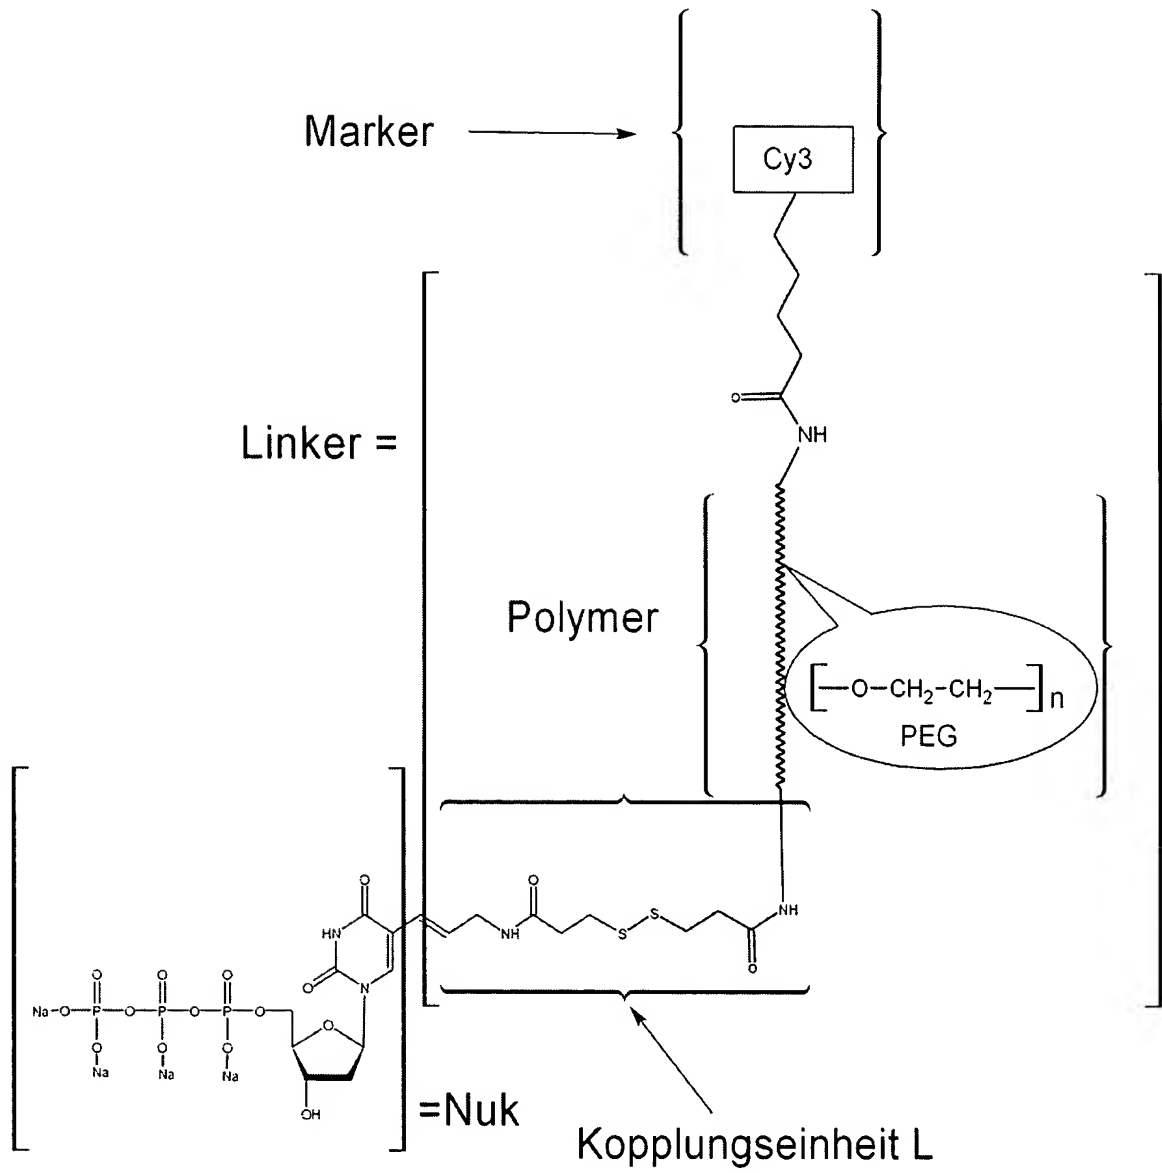 Marker
Cy3
O
NH
Linker =
Polymer
[—O—CH2—CH2—]n
PEG
O
O
HN
NH
S
S
NH
O
O
N
O
O
O
Na—O—P—O—P—O—P—O
O
O
O
O
Na
Na
Na
OH
=Nuk
Kopplungseinheit L